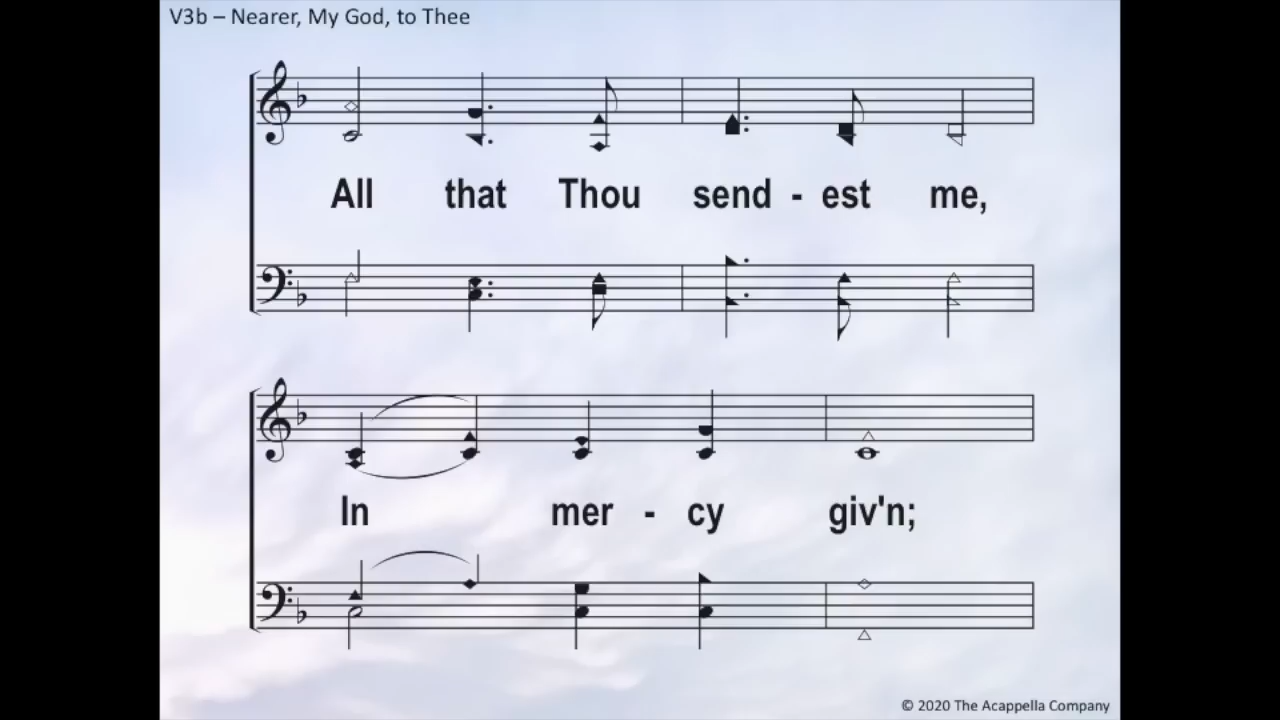 V3b – Nearer, My God, to Thee
All that Thou send - est me,
In mer - cy giv'n;
© 2020 The Acappella Company